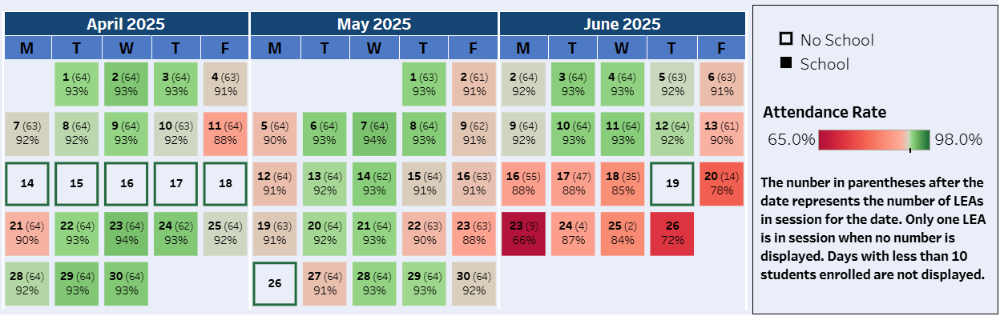 April 2025 May 2025 June 2025
M T W T F M T W T F M T W T F
1 (64) 2 (64) 3 (64) 4 (63) 1 (63) 2 (61) 2 (64) 3 (64) 4 (64) 5 (63) 6 (63)
93% 93% 93% 91% 93% 91% 92% 93% 93% 92% 91%
7 (63) 8 (64) 9 (64) 10 (63) 11 (64) 5 (64) 6 (64) 7 (64) 8 (64) 9 (62) 9 (64) 10 (64) 11 (64) 12 (64) 13 (61)
92% 92% 93% 92% 88% 90% 93% 94% 93% 91% 92% 93% 93% 92% 90%
14 15 16 17 18 12 (64) 13 (64) 14 (62) 15 (64) 16 (63) 16 (55) 17 (47) 18 (35) 19 20 (14)
91% 92% 93% 91% 91% 88% 88% 85% 78%
21 (64) 22 (64) 23 (64) 24 (62) 25 (64) 19 (63) 20 (64) 21 (64) 22 (63) 23 (63) 23 (9) 24 (4) 25 (2) 26
90% 93% 94% 93% 92% 91% 92% 93% 90% 88% 66% 87% 84% 72%
28 (64) 29 (64) 30 (64) 26 27 (64) 28 (64) 29 (64) 30 (64)
92% 93% 93% 91% 93% 93% 92%
No School
School
Attendance Rate
65.0% 98.0%
The nunber in parentheses after the
date represents the number of LEAs
in session for the date. Only one LEA
is in session when no number is
displayed. Days with less than 10
students enrolled are not displayed.